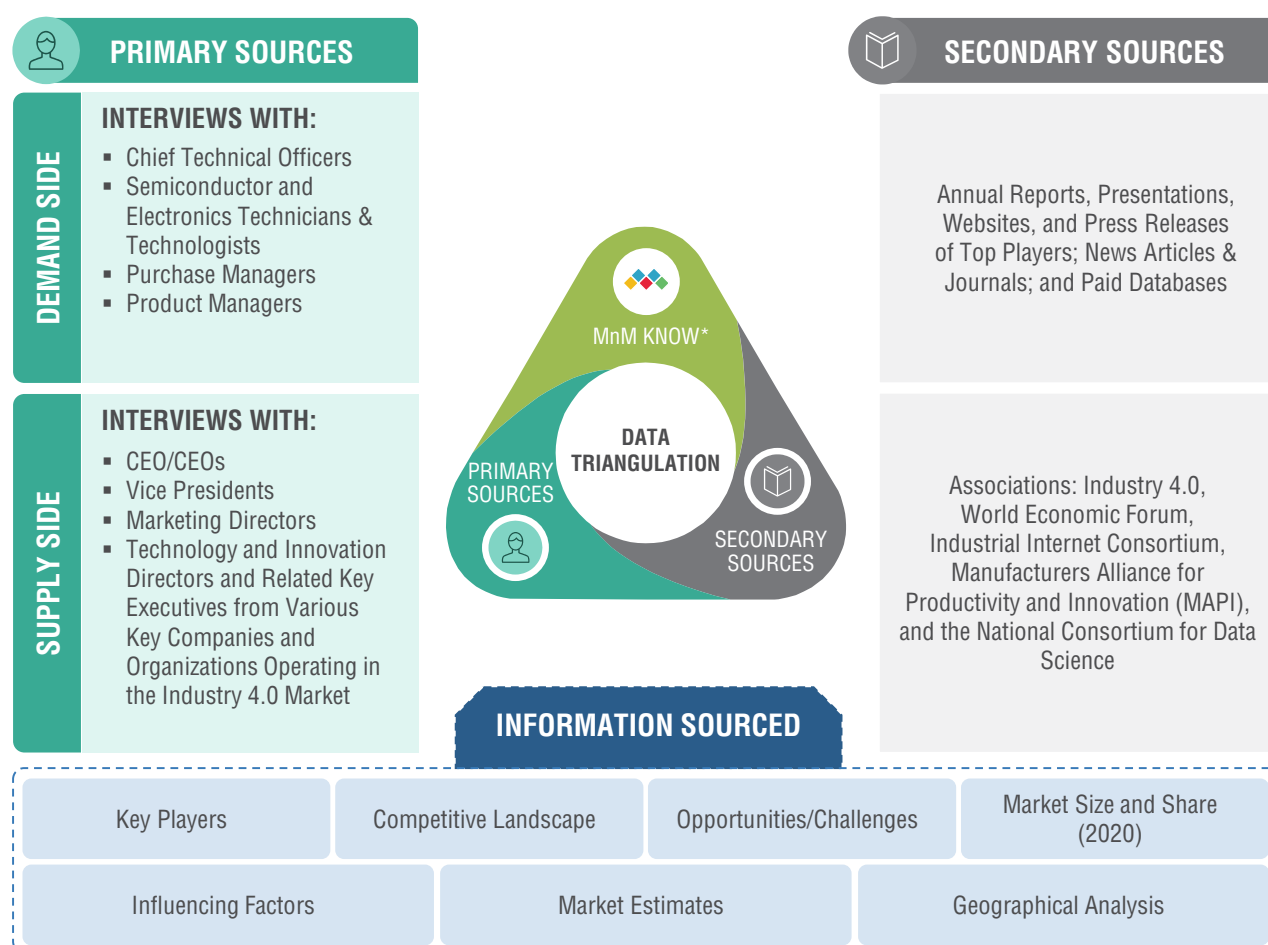 PRIMARY SOURCES
DEMAND SIDE
INTERVIEWS WITH:
▪ Chief Technical Officers
▪ Semiconductor and
Electronics Technicians &
Technologists
▪ Purchase Managers
▪ Product Managers
SUPPLY SIDE
INTERVIEWS WITH:
▪ CEO/CEOs
▪ Vice Presidents
▪ Marketing Directors
▪ Technology and Innovation
Directors and Related Key
Executives from Various
Key Companies and
Organizations Operating in
the Industry 4.0 Market
MnM KNOW*
DATA
TRIANGULATION
PRIMARY
SOURCES
SECONDARY
SOURCES
SECONDARY SOURCES
Annual Reports, Presentations,
Websites, and Press Releases
of Top Players; News Articles &
Journals; and Paid Databases
Associations: Industry 4.0,
World Economic Forum,
Industrial Internet Consortium,
Manufacturers Alliance for
Productivity and Innovation (MAPI),
and the National Consortium for Data
Science
INFORMATION SOURCED
Key Players
Competitive Landscape
Opportunities/Challenges
Market Size and Share
(2020)
Influencing Factors
Market Estimates
Geographical Analysis